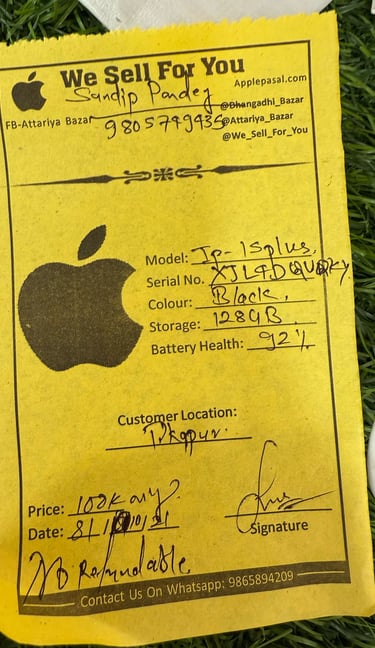 We Sell For You
Applepasal.com
Sandip Pandey
@Dhangadhi_Bazar
FB-Attariya Bazar
@Attariya_Bazar
@We_Sell_For_You
Model: Ip-15plus.
Serial No.
Colour: Black.
Storage: 128GB
Battery Health: 92%
Customer Location:
Tikapur.
Price: 100K only
Date:
Signature
No Refundable.
Contact Us On Whatsapp: 9865894209